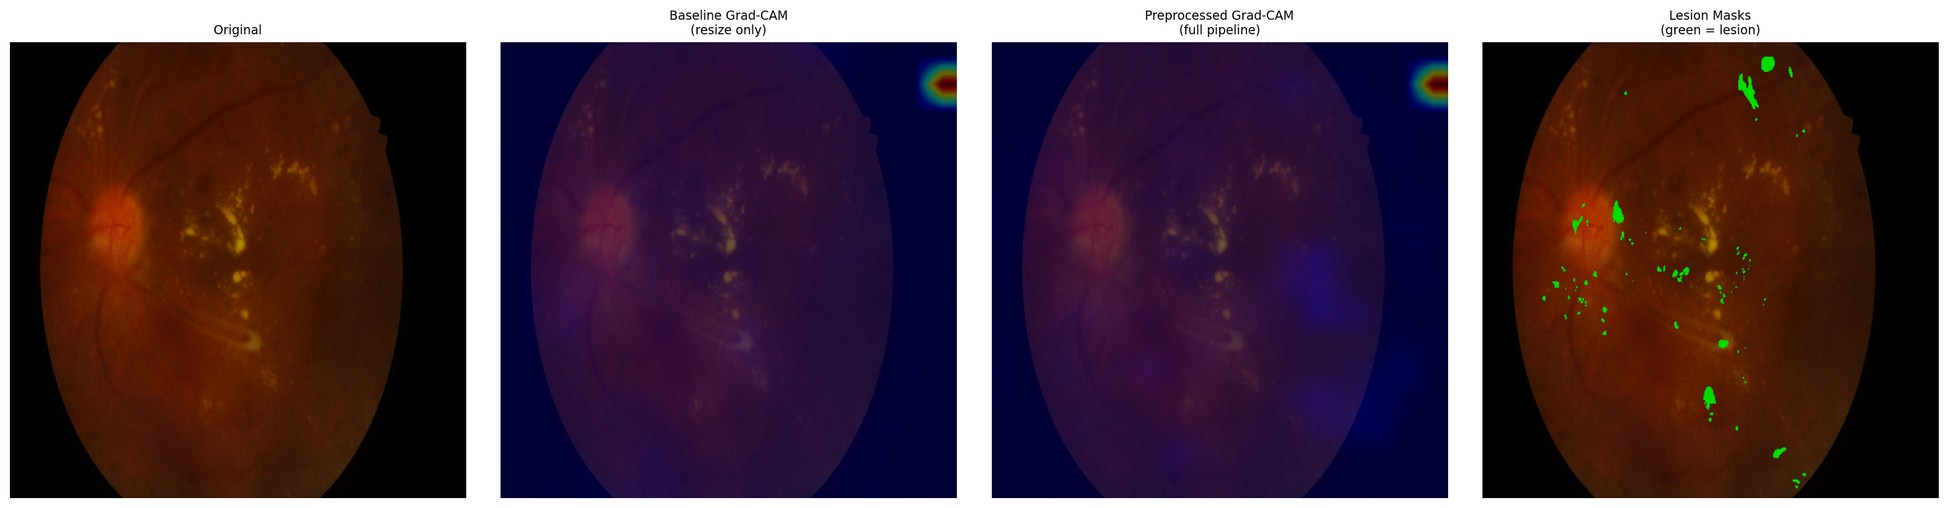 Original
Baseline Grad-CAM
(resize only)
Preprocessed Grad-CAM
(full pipeline)
Lesion Masks
(green = lesion)